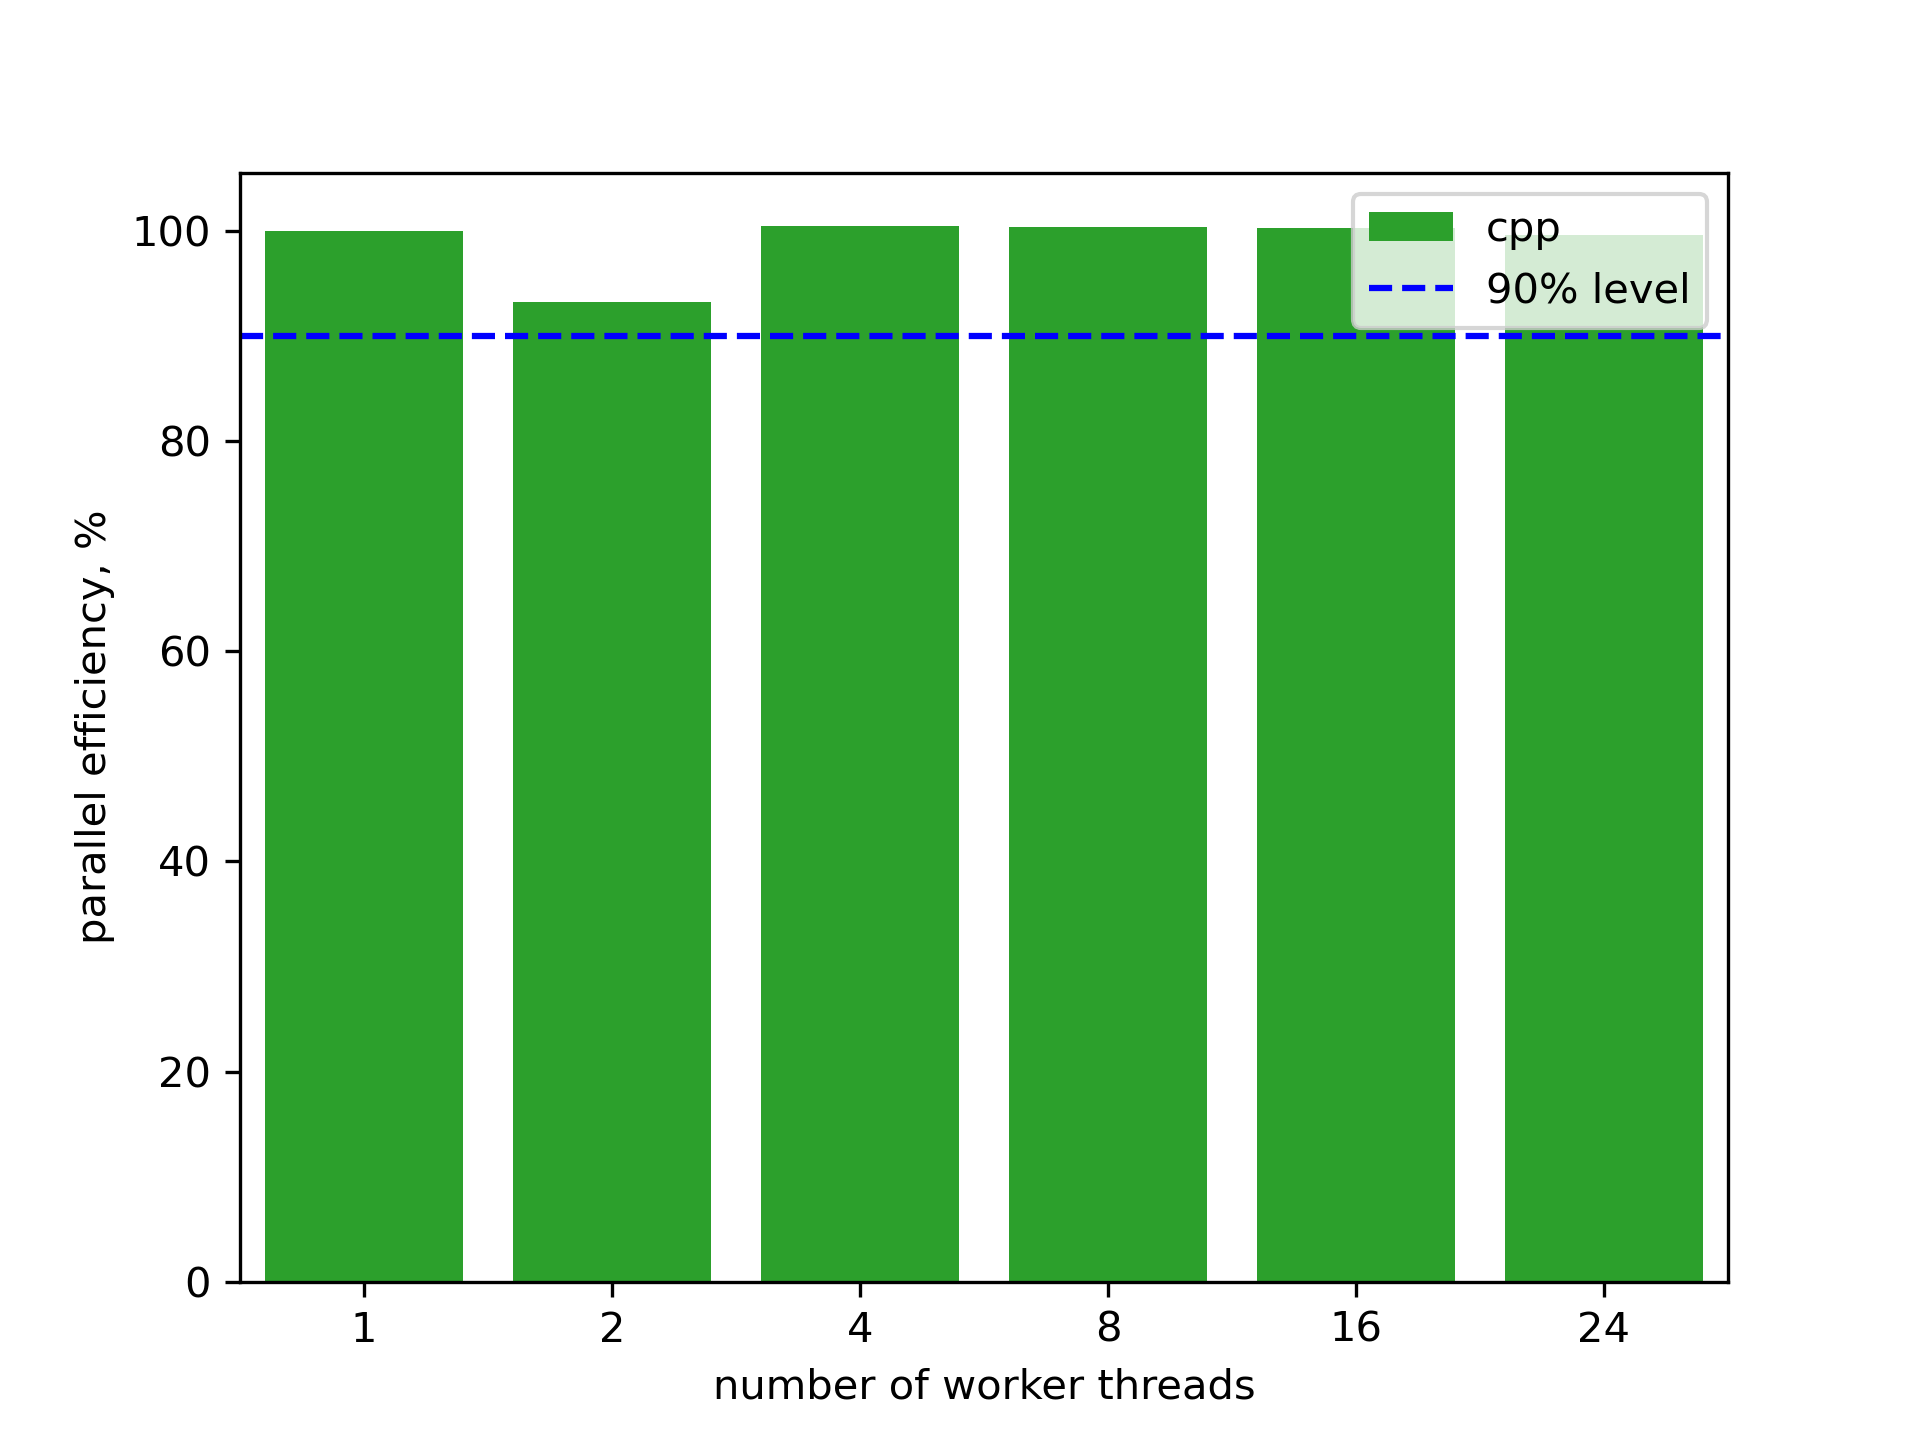 cpp
90% level
100
80
60
40
20
0
parallel efficiency, %
1 2 4 8 16 24
number of worker threads